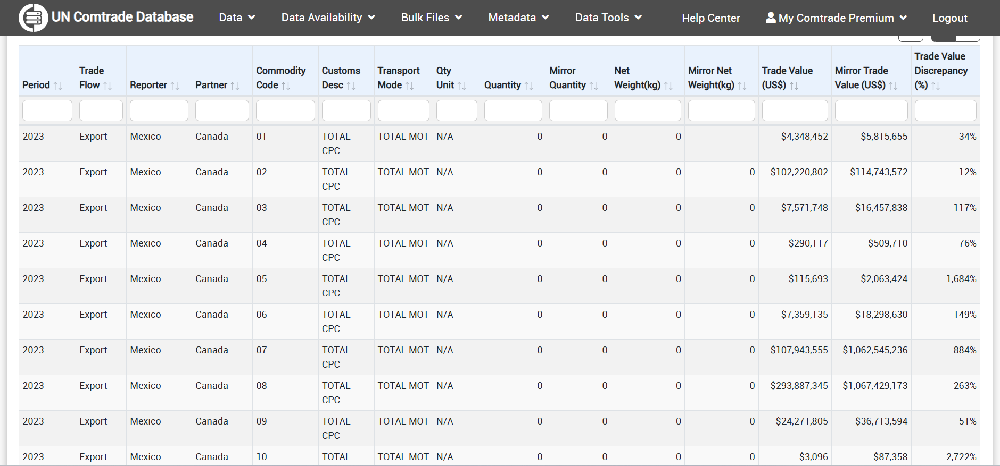 UN Comtrade Database Data Data Availability Bulk Files Metadata Data Tools Help Center My Comtrade Premium Logout
Period Trade Flow Reporter Partner Commodity Code Customs Desc Transport Mode Qty Unit Quantity Mirror Quantity Net Weight(kg) Mirror Net Weight(kg) Trade Value (US$) Mirror Trade Value (US$) Trade Value Discrepancy (%)
2023 Export Mexico Canada 01 TOTAL CPC TOTAL MOT N/A 0 0 0 $4,348,452 $5,815,655 34%
2023 Export Mexico Canada 02 TOTAL CPC TOTAL MOT N/A 0 0 0 0 $102,220,802 $114,743,572 12%
2023 Export Mexico Canada 03 TOTAL CPC TOTAL MOT N/A 0 0 0 0 $7,571,748 $16,457,838 117%
2023 Export Mexico Canada 04 TOTAL CPC TOTAL MOT N/A 0 0 0 0 $290,117 $509,710 76%
2023 Export Mexico Canada 05 TOTAL CPC TOTAL MOT N/A 0 0 0 0 $115,693 $2,063,424 1,684%
2023 Export Mexico Canada 06 TOTAL CPC TOTAL MOT N/A 0 0 0 0 $7,359,135 $18,298,630 149%
2023 Export Mexico Canada 07 TOTAL CPC TOTAL MOT N/A 0 0 0 0 $107,943,555 $1,062,545,236 884%
2023 Export Mexico Canada 08 TOTAL CPC TOTAL MOT N/A 0 0 0 0 $293,887,345 $1,067,429,173 263%
2023 Export Mexico Canada 09 TOTAL CPC TOTAL MOT N/A 0 0 0 0 $24,271,805 $36,713,594 51%
2023 Export Mexico Canada 10 TOTAL TOTAL MOT N/A 0 0 0 0 $3,096 $87,358 2,722%